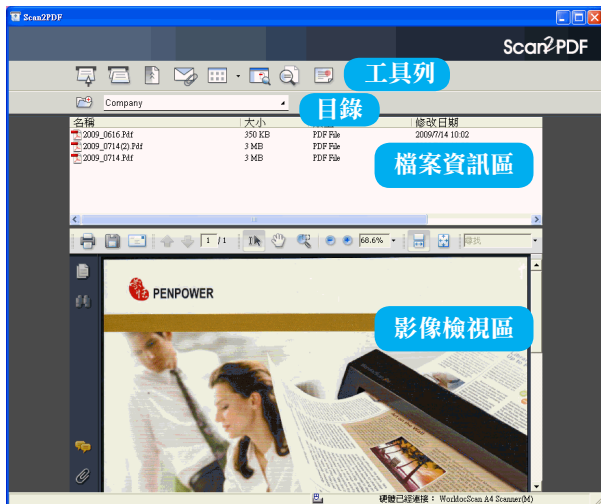 Scan2PDF
Scan2PDF
工具列
Company
目錄
名稱 大小 修改日期
2009_0616.Pdf 350 KB PDF File 2009/7/14 10:02
2009_0714(2).Pdf 3 MB PDF File
2009_0714.Pdf 3 MB PDF File
檔案資訊區
1 /1 68.6% 尋找
PENPOWER
影像檢視區
硬體已經連接： WorldocScan A4 Scanner(M)